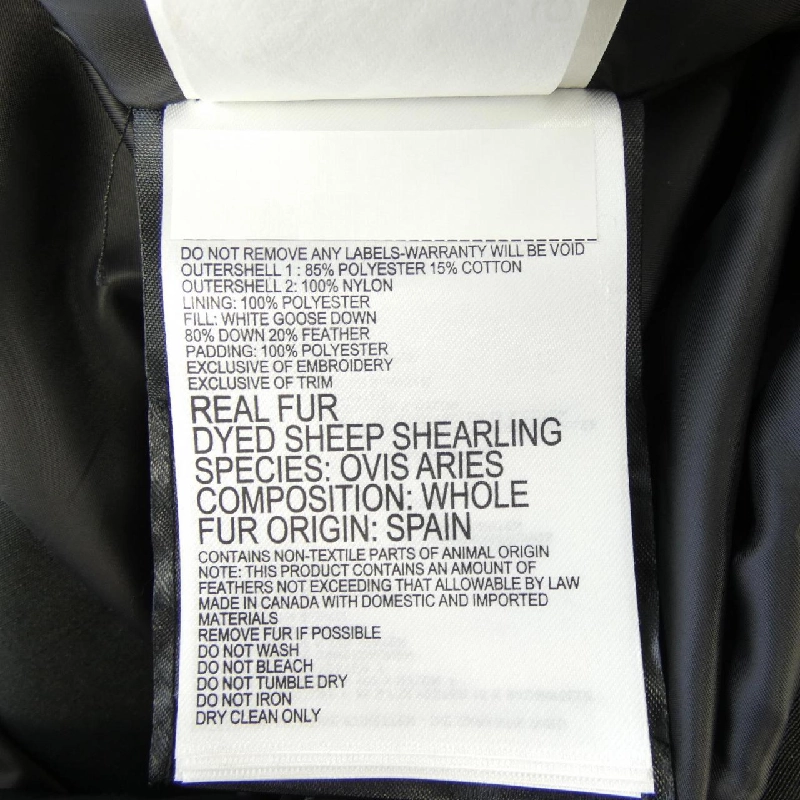 DO NOT REMOVE ANY LABELS-WARRANTY WILL BE VOID
OUTERSHELL 1 : 85% POLYESTER 15% COTTON
OUTERSHELL 2: 100% NYLON
LINING: 100% POLYESTER
FILL: WHITE GOOSE DOWN
80% DOWN 20% FEATHER
PADDING: 100% POLYESTER
EXCLUSIVE OF EMBROIDERY
EXCLUSIVE OF TRIM
REAL FUR
DYED SHEEP SHEARLING
SPECIES: OVIS ARIES
COMPOSITION: WHOLE
FUR ORIGIN: SPAIN
CONTAINS NON-TEXTILE PARTS OF ANIMAL ORIGIN
NOTE: THIS PRODUCT CONTAINS AN AMOUNT OF
FEATHERS NOT EXCEEDING THAT ALLOWABLE BY LAW
MADE IN CANADA WITH DOMESTIC AND IMPORTED
MATERIALS
REMOVE FUR IF POSSIBLE
DO NOT WASH
DO NOT BLEACH
DO NOT TUMBLE DRY
DO NOT IRON
DRY CLEAN ONLY